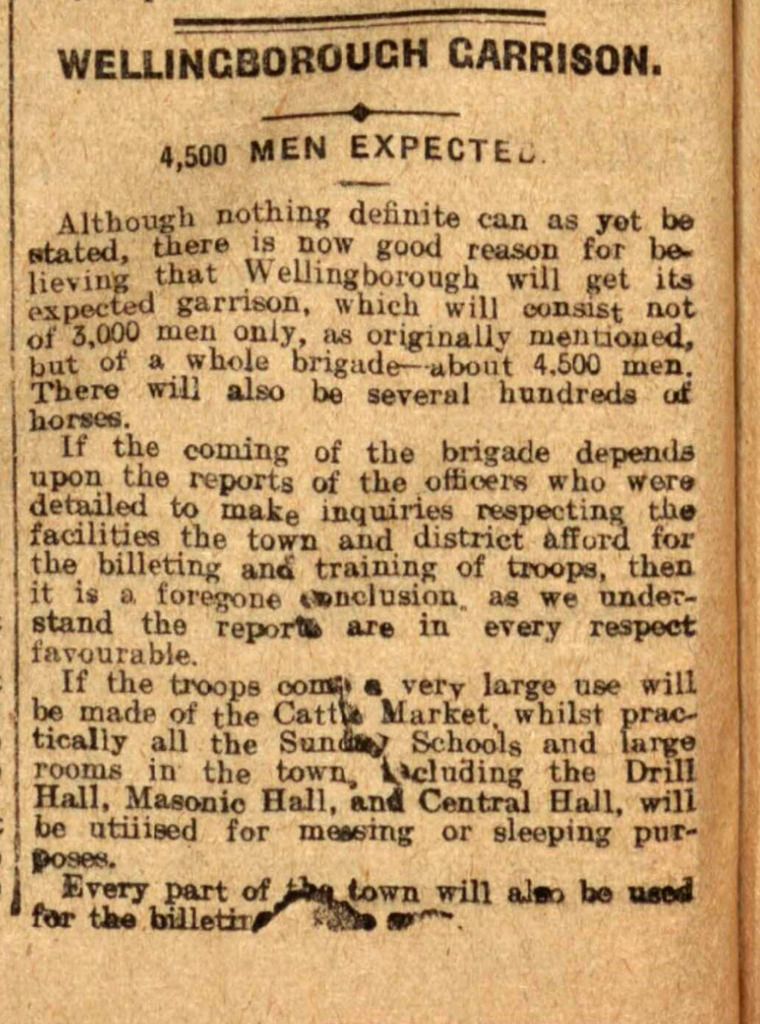 WELLINGBOROUGH GARRISON.
4,500 MEN EXPECTED.
Although nothing definite can as yet be
stated, there is now good reason for be-
lieving that Wellingborough will get its
expected garrison, which will consist not
of 3,000 men only, as originally mentioned,
but of a whole brigade—about 4.500 men.
There will also be several hundreds of
horses.
If the coming of the brigade depends
upon the reports of the officers who were
detailed to make inquiries respecting the
facilities the town and district afford for
the billeting and training of troops, then
it is a foregone conclusion, as we under-
stand the reports are in every respect
favourable.
If the troops come a very large use will
be made of the Cattle Market, whilst prac-
tically all the Sunday Schools and large
rooms in the town, including the Drill
Hall, Masonic Hall, and Central Hall, will
be utilised for messing or sleeping pur-
poses.
Every part of the town will also be used
for the billeting